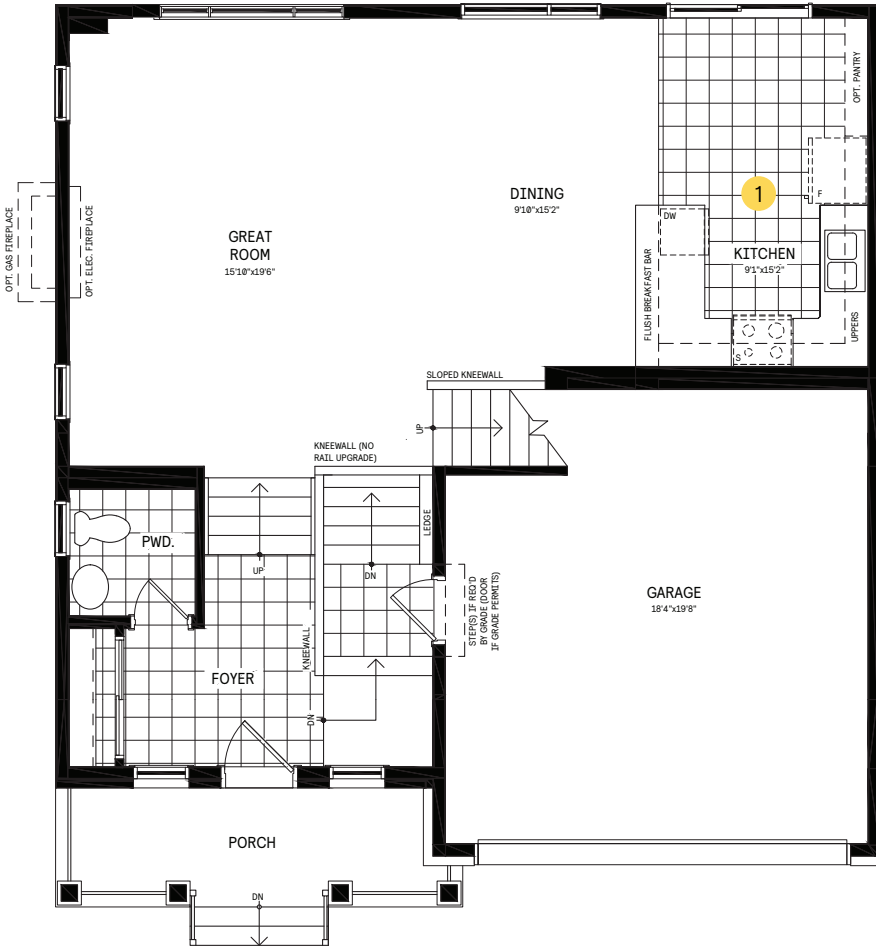 OPT. PANTRY
1
F
DINING
9'10"x15'2"
DW
OPT. GAS FIREPLACE
OPT. ELEC. FIREPLACE
GREAT
ROOM
15'10"x19'6"
KITCHEN
9'1"x15'2"
FLUSH BREAKFAST BAR
UPPERS
S
SLOPED KNEEWALL
UP
KNEEWALL (NO
RAIL UPGRADE)
LEDGE
PWD.
UP
DN
STEP(S) IF REQ'D
BY GRADE (DOOR
IF GRADE PERMITS)
GARAGE
18'4"x19'8"
KNEEWALL
FOYER
DN
PORCH
DN